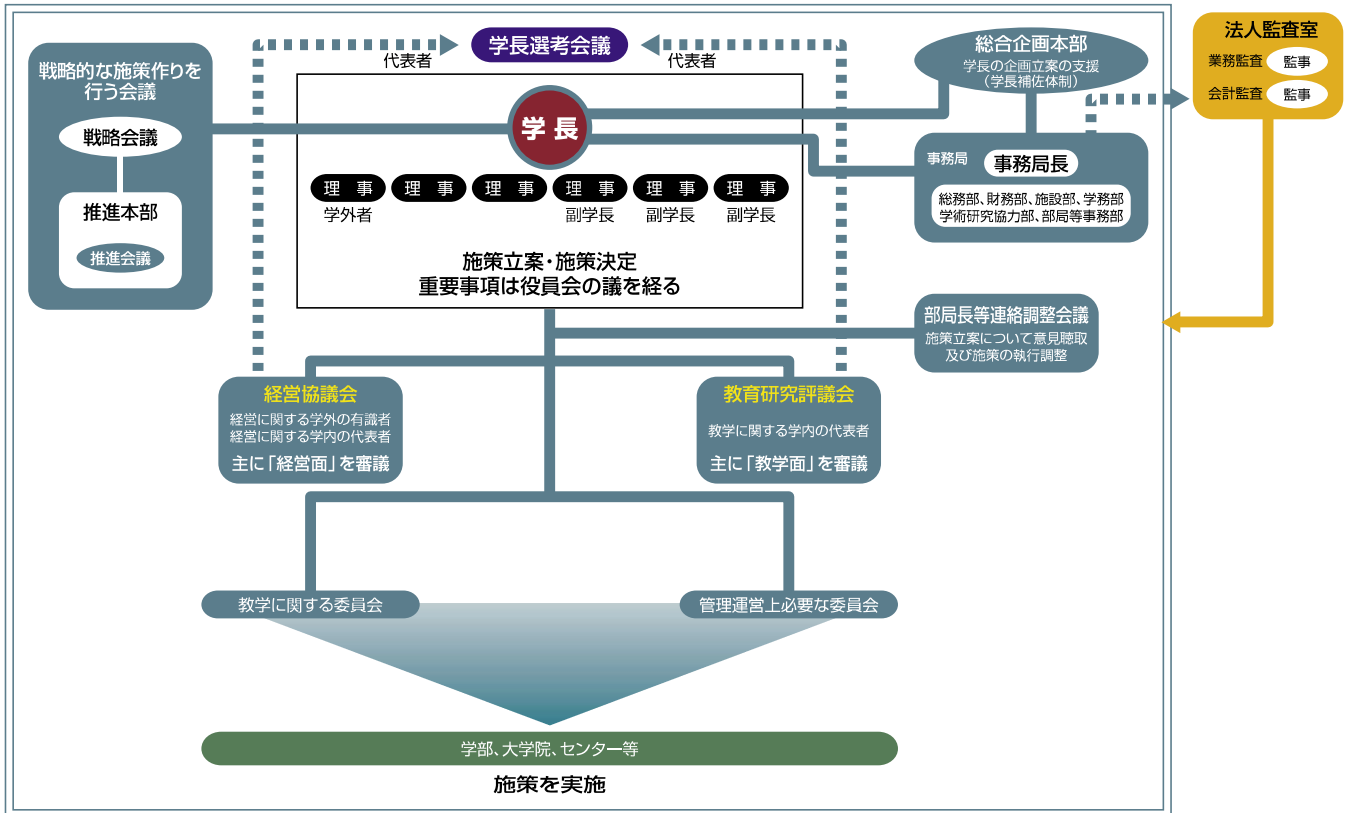 法人監査室
業務監査 監事
会計監査 監事
学長選考会議
代表者
代表者
総合企画本部
学長の企画立案の支援
（学長補佐体制）
戦略的な施策作りを
行う会議
戦略会議
推進本部
推進会議
学長
理事
理事
理事
理事
理事
理事
学外者
副学長
副学長
副学長
施策立案・施策決定
重要事項は役員会の議を経る
事務局
事務局長
総務部、財務部、施設部、学務部
学術研究協力部、部局等事務部
部局長等連絡調整会議
施策立案について意見聴取
及び施策の執行調整
経営協議会
経営に関する学外の有識者
経営に関する学内の代表者
主に「経営面」を審議
教育研究評議会
教学に関する学内の代表者
主に「教学面」を審議
教学に関する委員会
管理運営上必要な委員会
学部、大学院、センター等
施策を実施